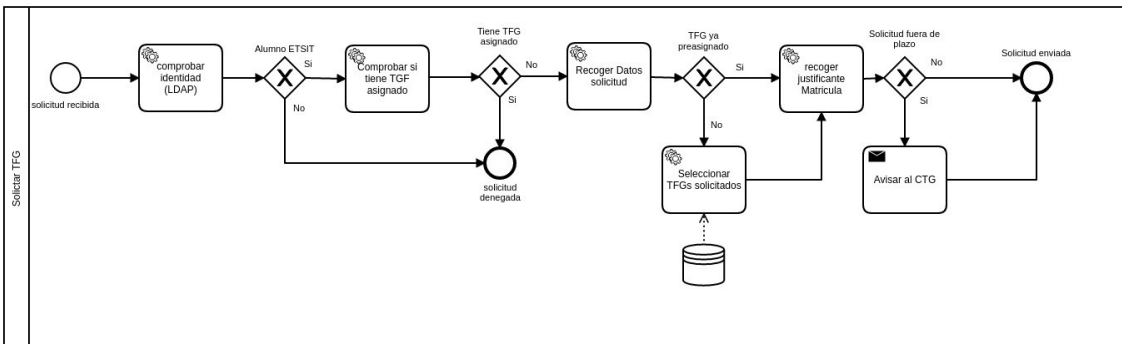 Solictar TFG
solicitud recibida
comprobar
identidad
(LDAP)
Alumno ETSIT
Si
No
Comprobar si
tiene TGF
asignado
Tiene TFG
asignado
No
Si
solicitud
denegada
Recoger Datos
solicitud
TFG ya
preasignado
Si
No
Seleccionar
TFGs solicitados
recoger
justificante
Matricula
Solicitud fuera de
plazo
No
Si
Avisar al CTG
Solicitud enviada